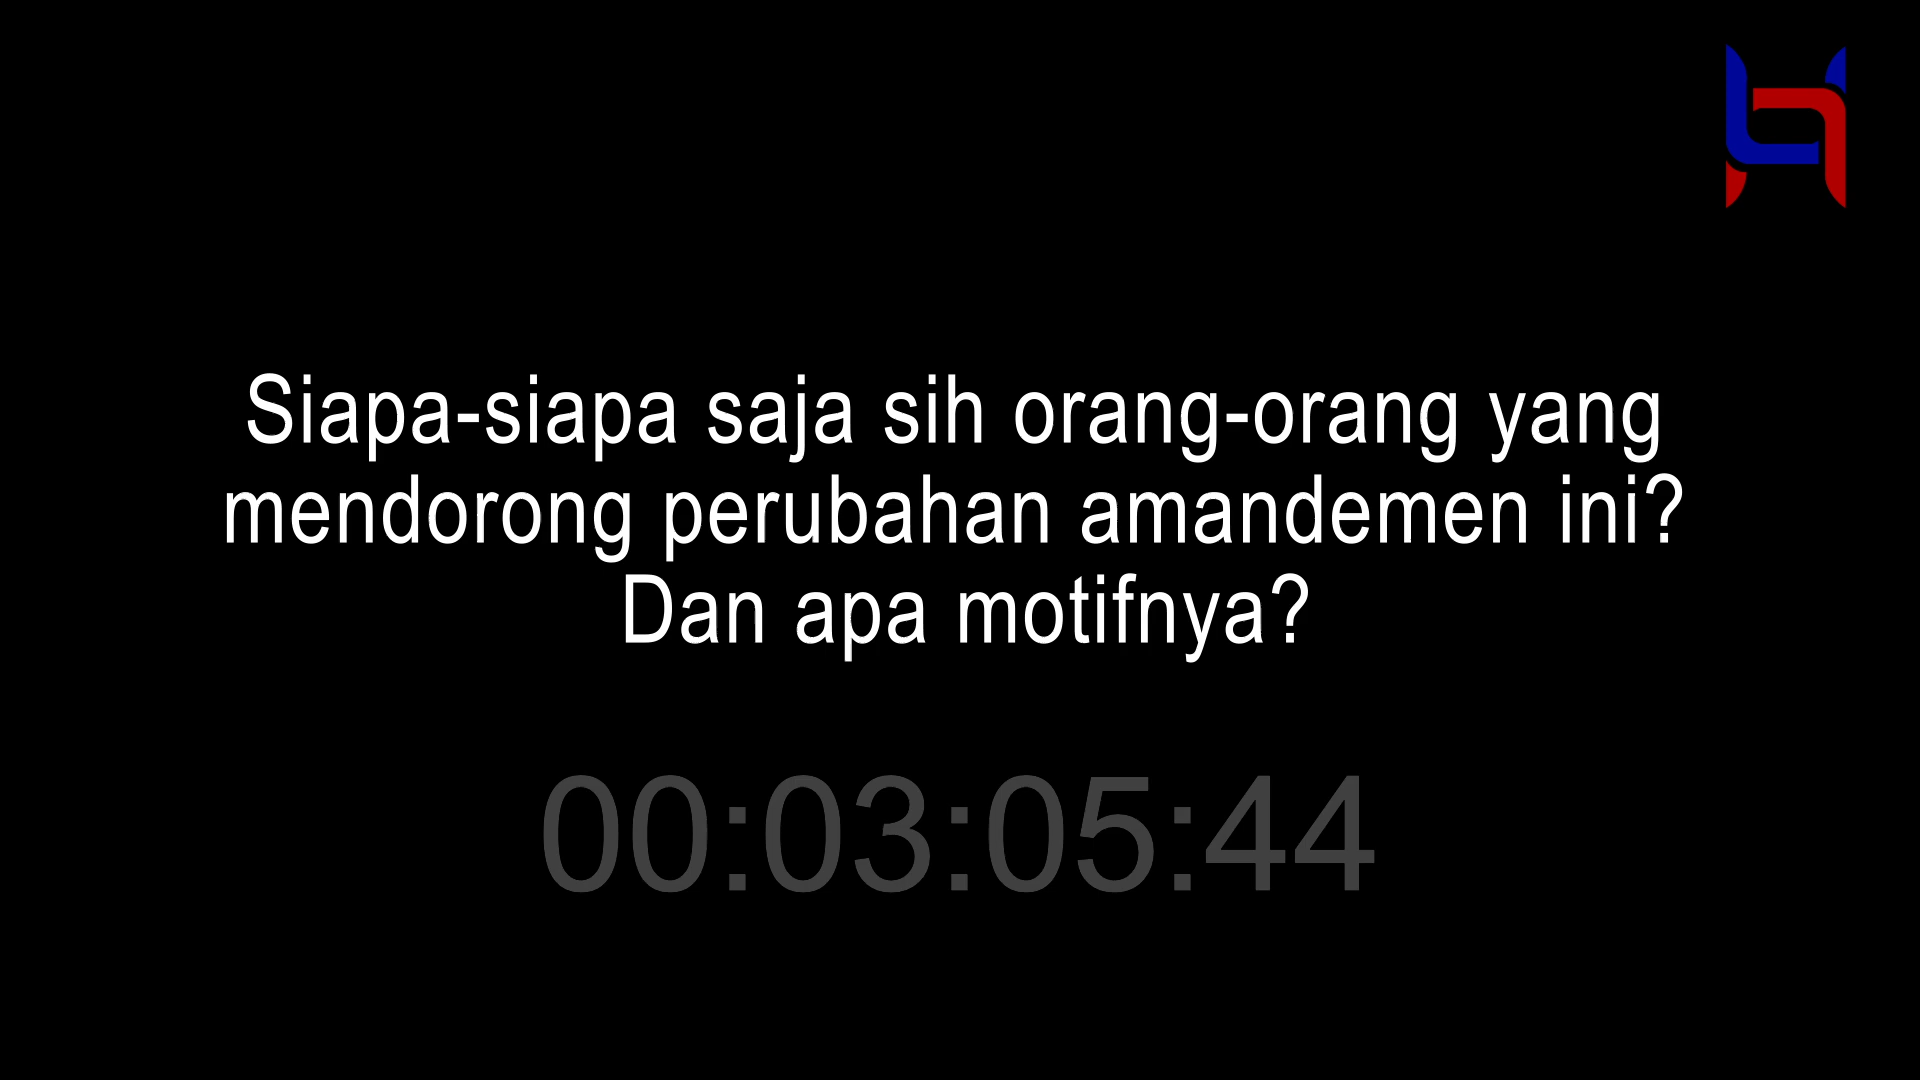 Siapa-siapa saja sih orang-orang yang
mendorong perubahan amandemen ini?
Dan apa motifnya?
00:03:05:44